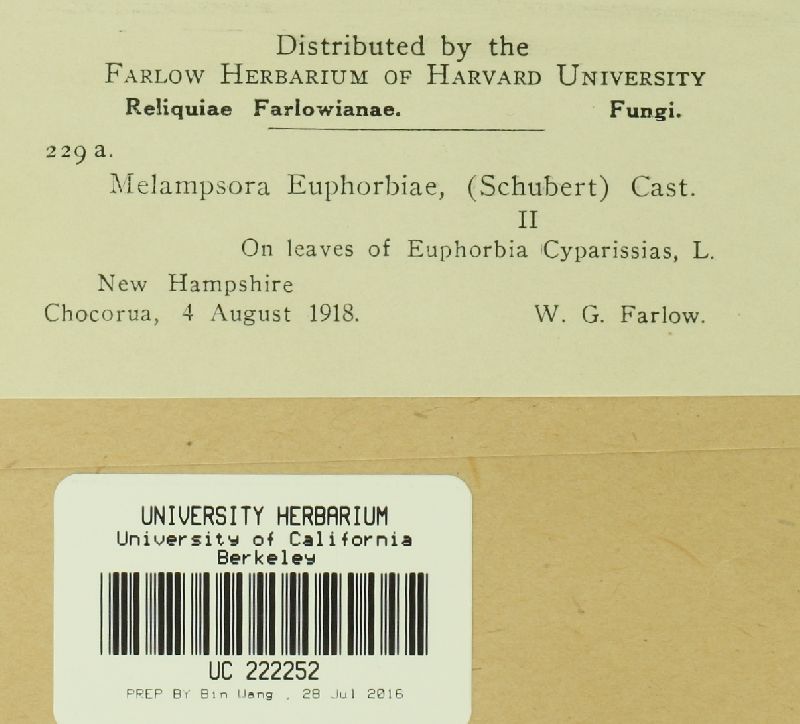 Distributed by the
FARLOW HERBARIUM OF HARVARD UNIVERSITY
Reliquiae Farlowianae. Fungi.
229 a.
Melampsora Euphorbiae, (Schubert) Cast.
II
On leaves of Euphorbia Cyparissias, L.
New Hampshire
Chocorua, 4 August 1918. W. G. Farlow.
UNIVERSITY HERBARIUM
University of California
Berkeley
UC 222252
PREP BY Bin Wang , 28 Jul 2016